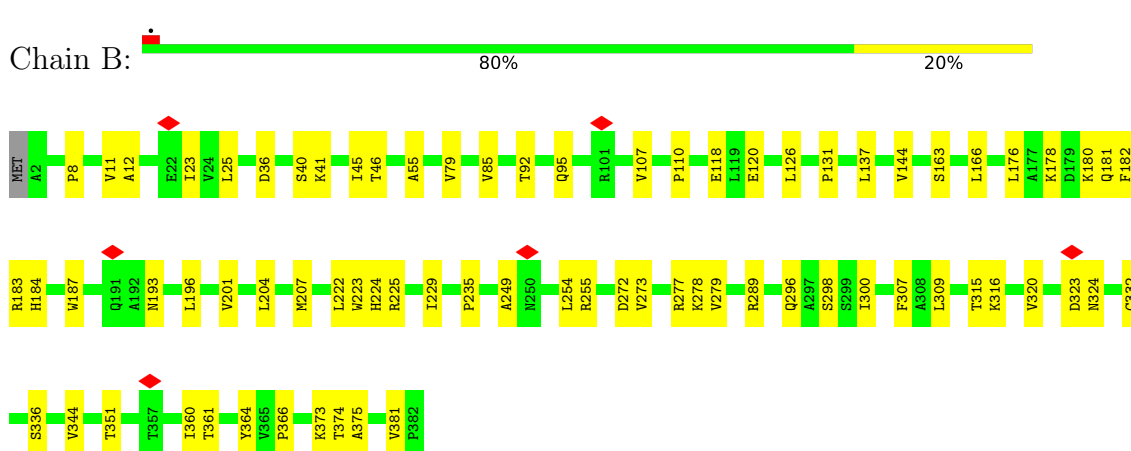 Chain B:
80% 20%
MET A2 P8 V11 A12 E22 I23 V24 L25 D36 S40 K41 I45 T46 A55 V79 V85 T92 Q95 R101 V107 P110 E118 L119 E120 L126 P131 L137 V144 S163 L166 L176 A177 K178 D179 K180 Q181 F182
R183 H184 W187 Q191 A192 N193 L196 V201 L204 M207 L222 W223 H224 R225 I229 P235 A249 N250 L254 R255 D272 V273 R277 K278 V279 R289 Q296 A297 S298 S299 I300 F307 A308 L309 T315 K316 V320 D323 N324
S336 V344 T351 T357 I360 T361 Y364 V365 P366 K373 T374 A375 V381 P382